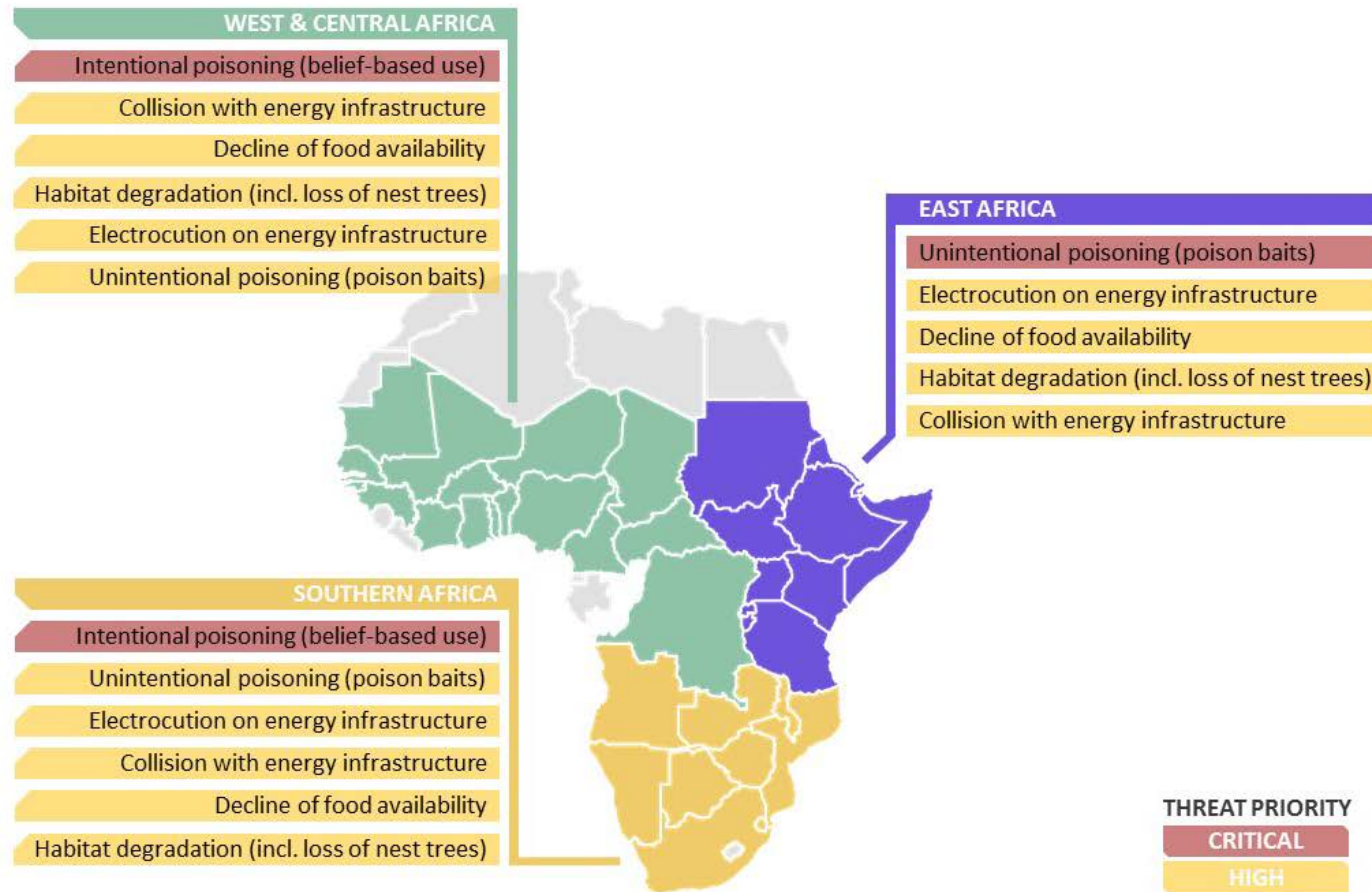 WEST & CENTRAL AFRICA
Intentional poisoning (belief-based use)
Collision with energy infrastructure
Decline of food availability
Habitat degradation (incl. loss of nest trees)
Electrocution on energy infrastructure
Unintentional poisoning (poison baits)
EAST AFRICA
Unintentional poisoning (poison baits)
Electrocution on energy infrastructure
Decline of food availability
Habitat degradation (incl. loss of nest trees)
Collision with energy infrastructure
SOUTHERN AFRICA
Intentional poisoning (belief-based use)
Unintentional poisoning (poison baits)
Electrocution on energy infrastructure
Collision with energy infrastructure
Decline of food availability
Habitat degradation (incl. loss of nest trees)
THREAT PRIORITY
CRITICAL
HIGH